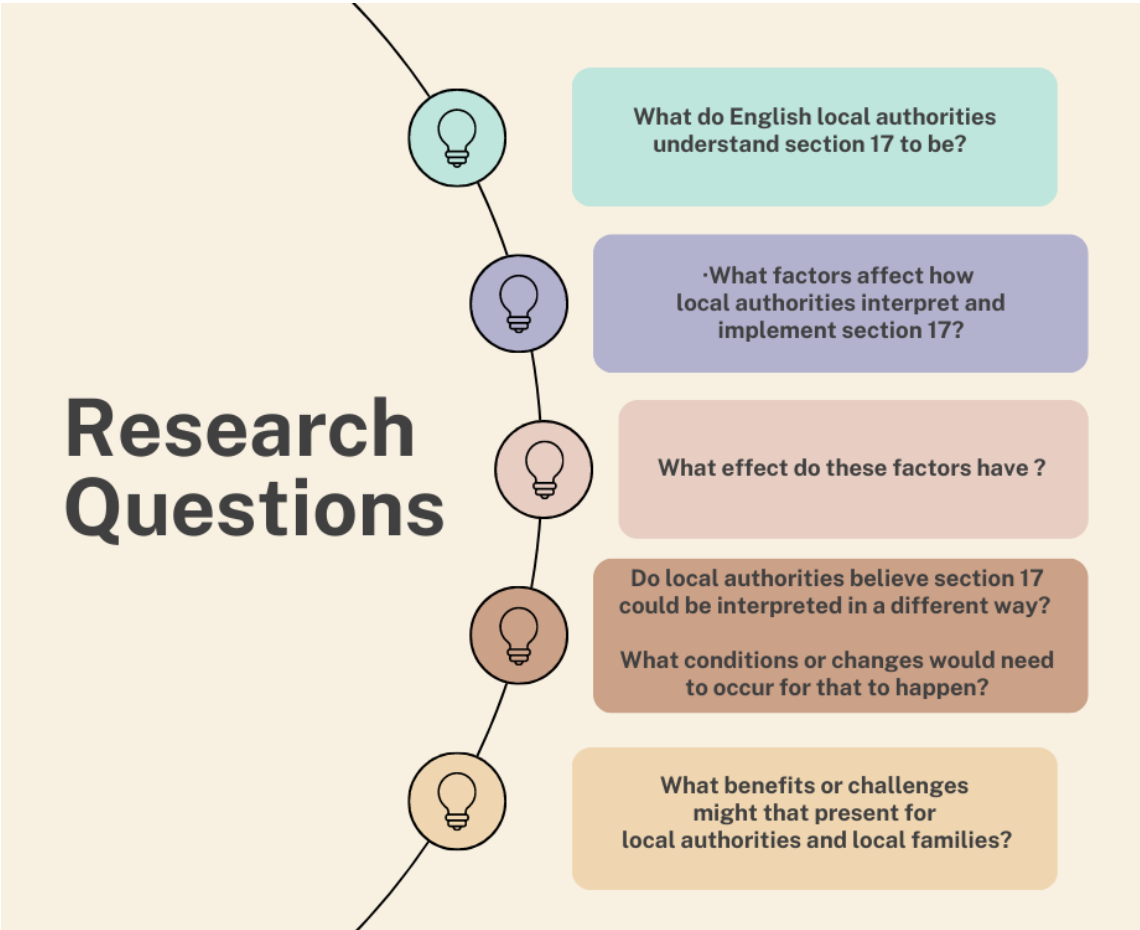 Research
Questions
What do English local authorities
understand section 17 to be?
·What factors affect how
local authorities interpret and
implement section 17?
What effect do these factors have ?
Do local authorities believe section 17
could be interpreted in a different way?
What conditions or changes would need
to occur for that to happen?
What benefits or challenges
might that present for
local authorities and local families?